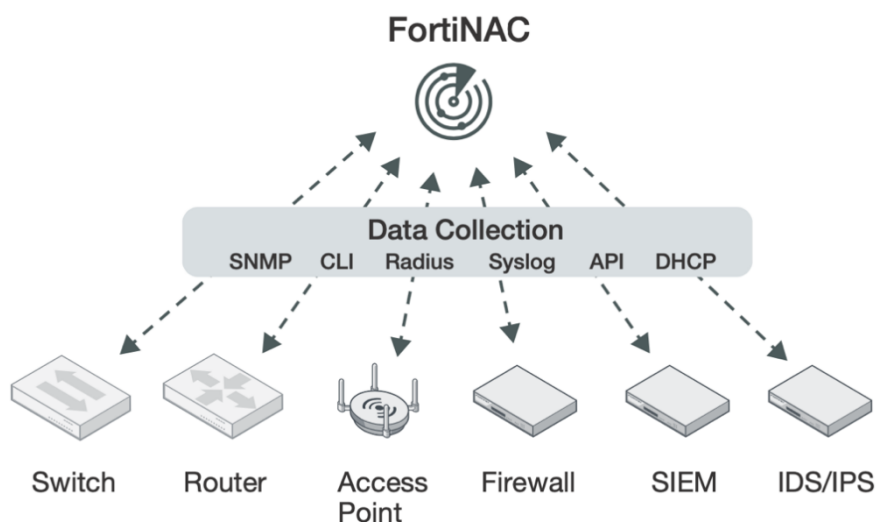 FortiNAC
Data Collection
SNMP CLI Radius Syslog API DHCP
Switch Router Access Point Firewall SIEM IDS/IPS